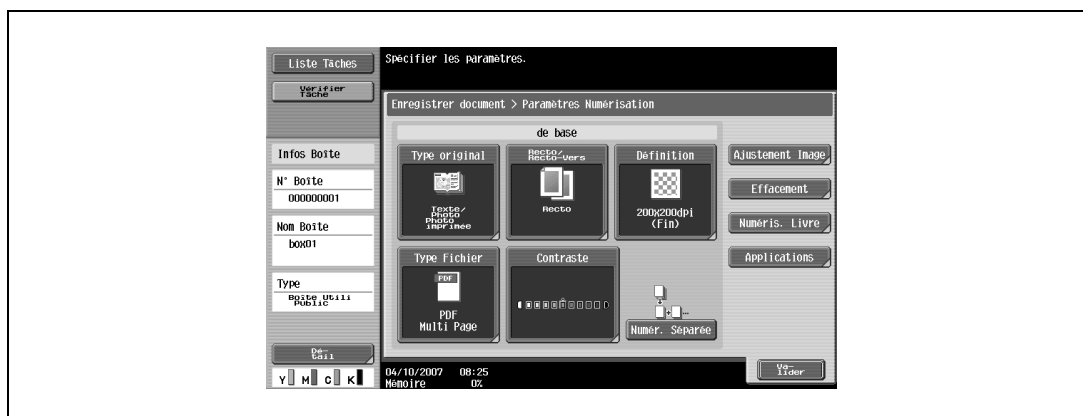 Liste Tâches
Vérifier
Tâche
Spécifier les paramètres.
Enregistrer document > Paramètres Numérisation
Infos Boîte
N° Boîte
000000001
Nom Boîte
box01
Type
Boîte Utili
Public
Dé-
tail
Y M C K
de base
Type original
Texte/
Photo
Photo
imprimée
Recto/
Recto-Vers
Recto
Définition
200x200dpi
(Fin)
Type Fichier
PDF
PDF
Multi Page
Contraste
Numér. Séparée
Ajustement Image
Effacement
Numéris. Livre
Applications
04/10/2007 08:25
Mémoire 0%
Va-
lider